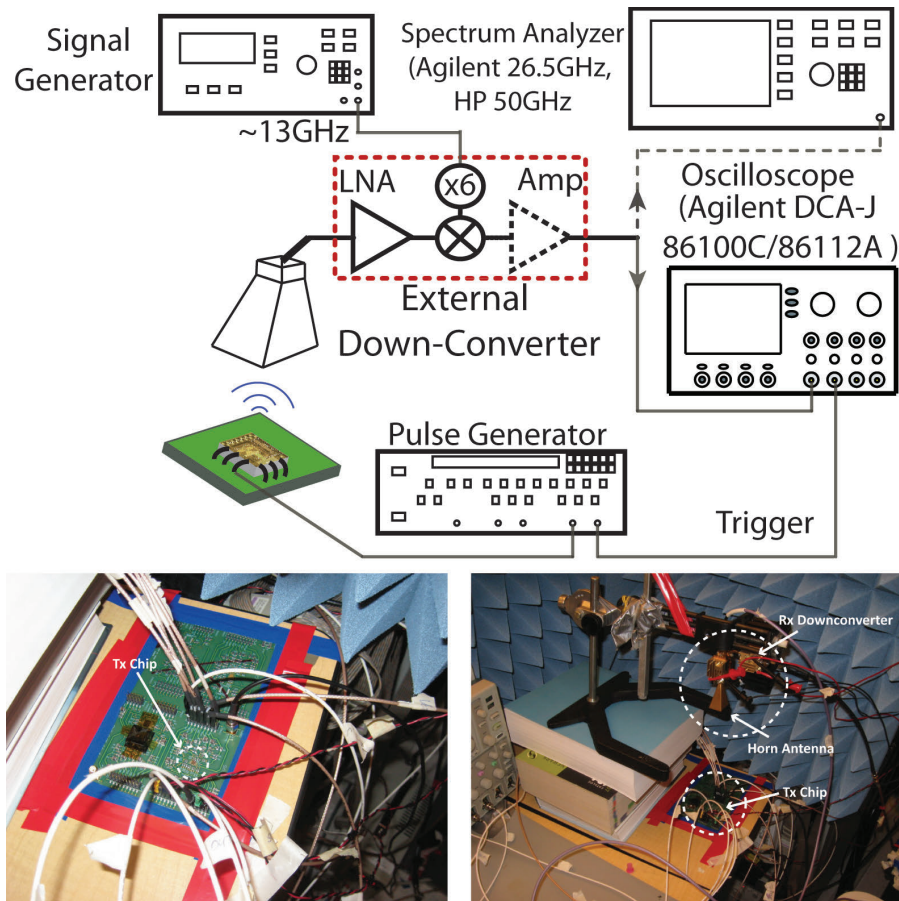 Signal
Generator
Spectrum Analyzer
(Agilent 26.5GHz,
HP 50GHz
~13GHz
LNA
x6
Amp
Oscilloscope
(Agilent DCA-J
86100C/86112A )
External
Down-Converter
Pulse Generator
Trigger
Tx Chip
Rx Downconverter
Horn Antenna
Tx Chip